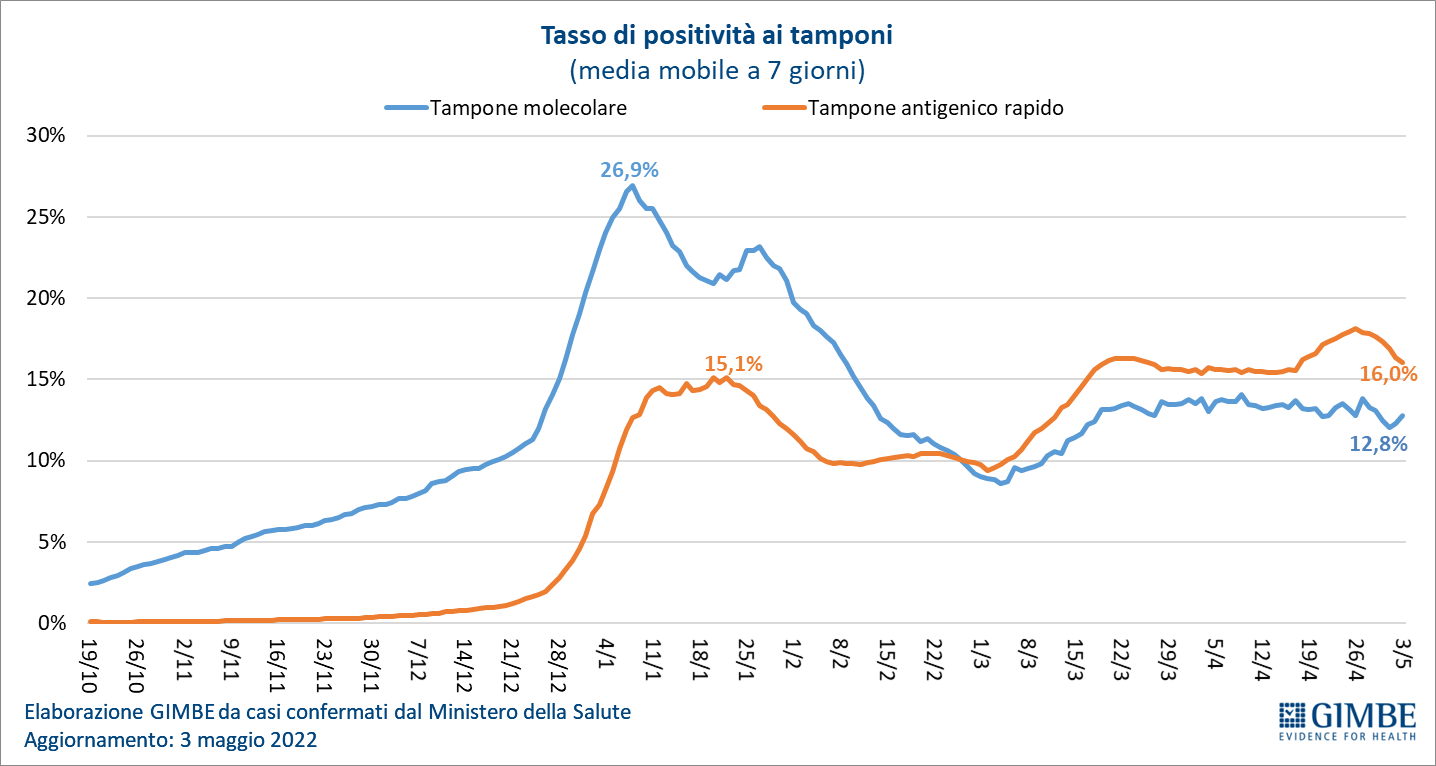 Tasso di positività ai tamponi
(media mobile a 7 giorni)
Tampone molecolare Tampone antigenico rapido
30%
25%
20%
15%
10%
5%
0%
26,9%
15,1%
16,0%
12,8%
19/10 26/10 2/11 9/11 16/11 23/11 30/11 7/12 14/12 21/12 28/12 4/1 11/1 18/1 25/1 1/2 8/2 15/2 22/2 1/3 8/3 15/3 22/3 29/3 5/4 12/4 19/4 26/4 3/5
Elaborazione GIMBE da casi confermati dal Ministero della Salute
Aggiornamento: 3 maggio 2022
GIMBE
EVIDENCE FOR HEALTH